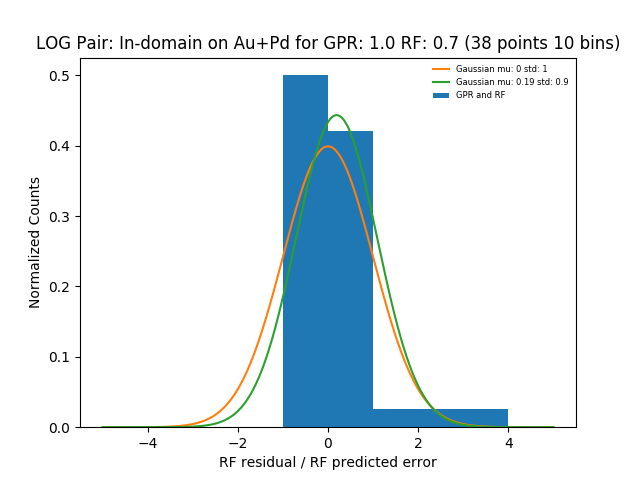 LOG Pair: In-domain on Au+Pd for GPR: 1.0 RF: 0.7 (38 points 10 bins)
Gaussian mu: 0 std: 1
Gaussian mu: 0.19 std: 0.9
GPR and RF
Normalized Counts
0.5
0.4
0.3
0.2
0.1
0.0
−4 −2 0 2 4
RF residual / RF predicted error